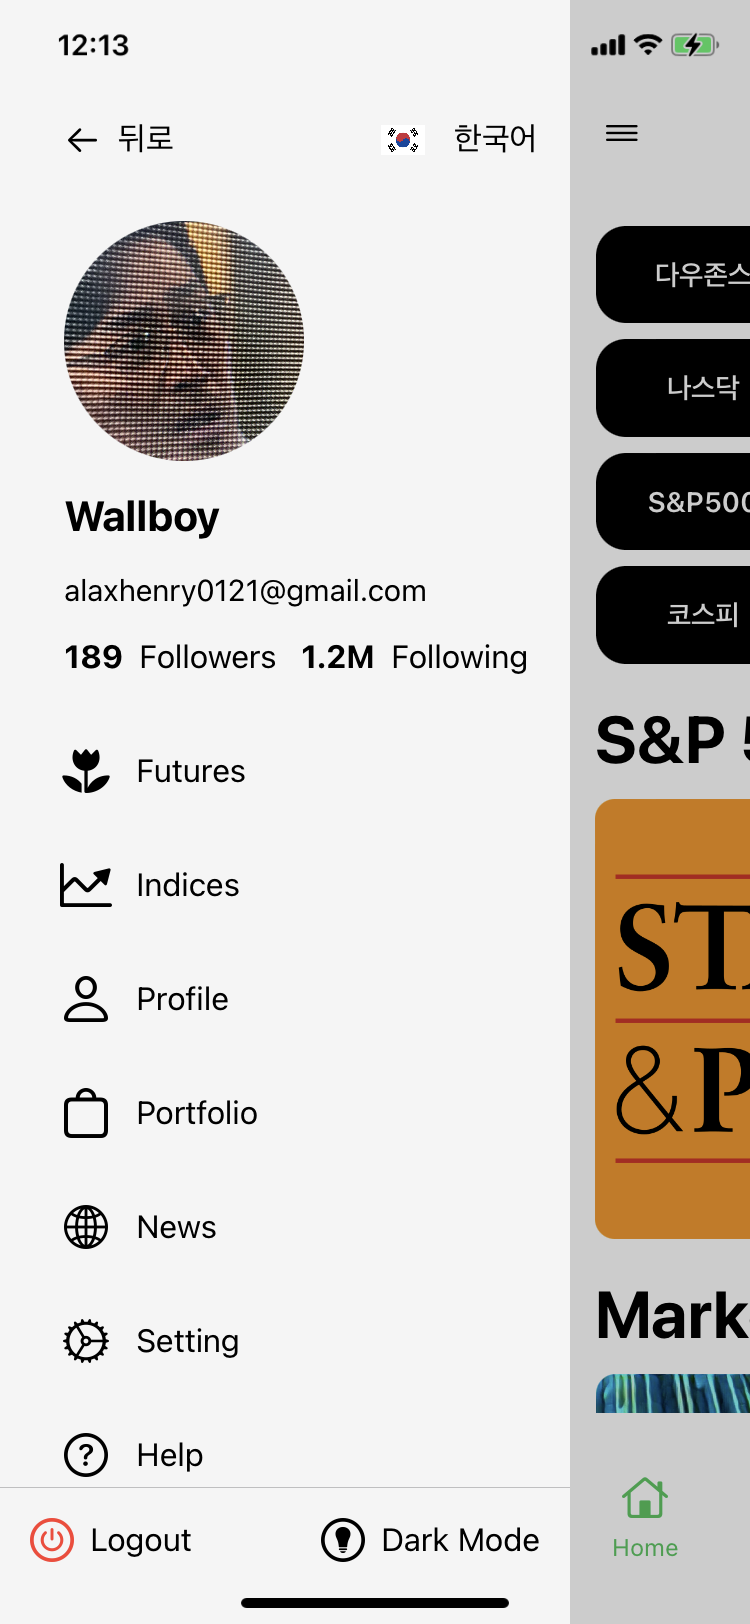 12:13
뒤로 한국어
다우존스
나스닥
S&P500
코스피
Wallboy
alaxhenry0121@gmail.com
189 Followers 1.2M Following
Futures
Indices
Profile
Portfolio
News
Setting
Help
Logout Dark Mode
S&P
STA
&P
Mark
Home